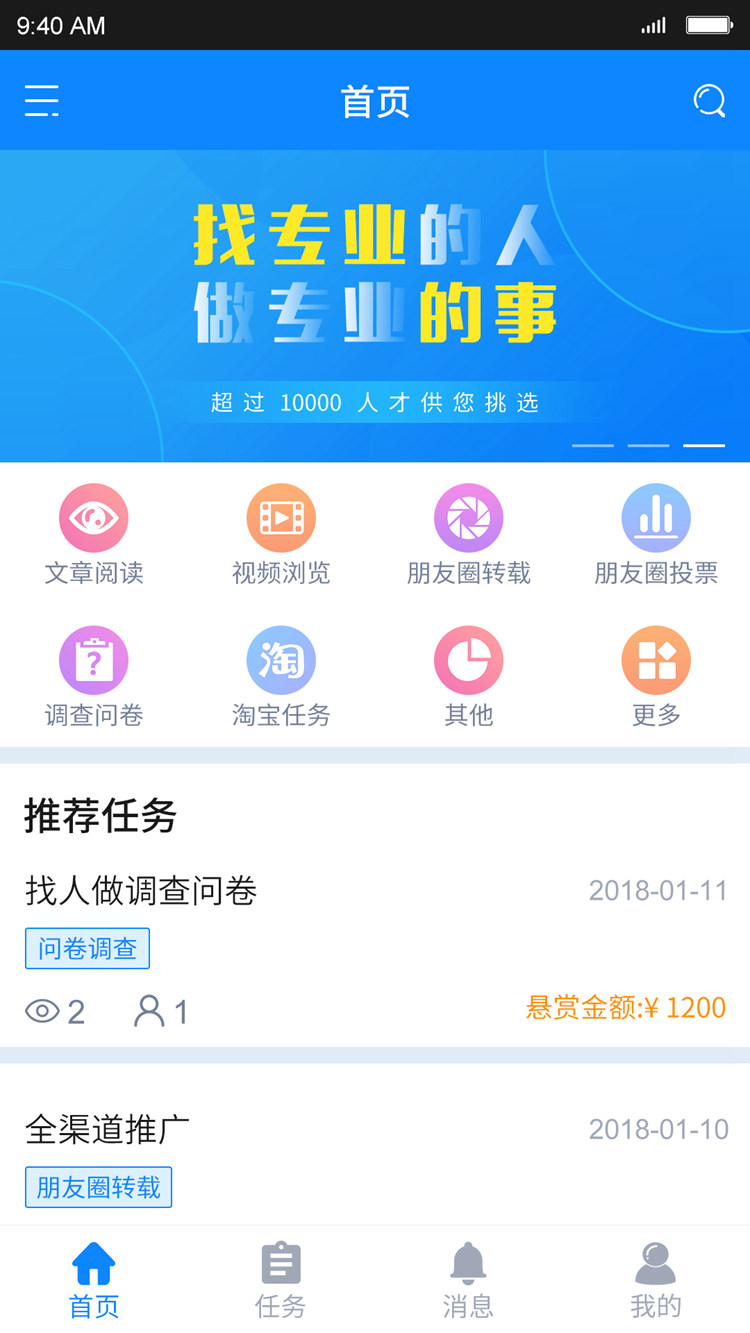 9:40 AM
首页
找专业的人
做专业的事
超过 10000 人才供您挑选
文章阅读 视频浏览 朋友圈转载 朋友圈投票
?
淘
调查问卷 淘宝任务 其他 更多
推荐任务
找人做调查问卷 2018-01-11
问卷调查
2 1 悬赏金额:¥ 1200
全渠道推广 2018-01-10
朋友圈转载
首页 任务 消息 我的